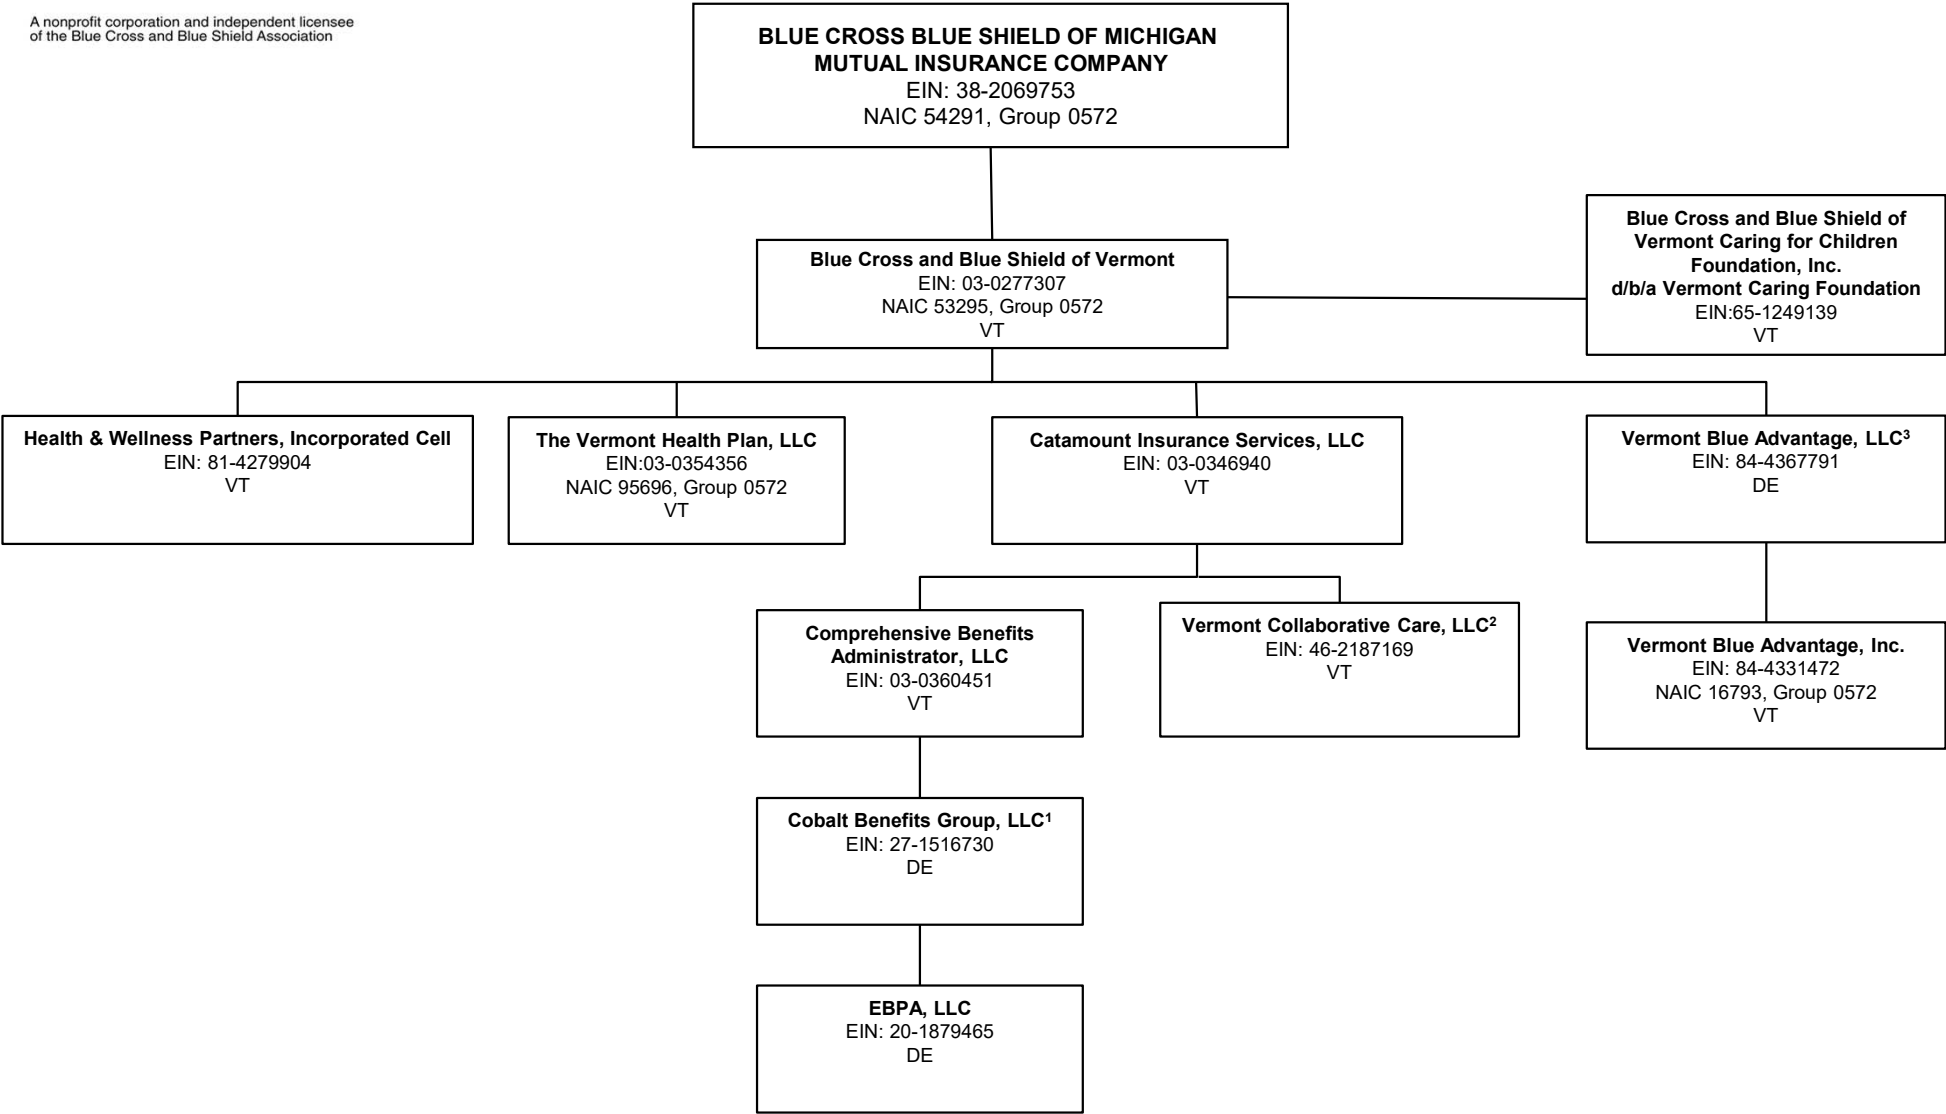 A nonprofit corporation and independent licensee
of the Blue Cross and Blue Shield Association
BLUE CROSS BLUE SHIELD OF MICHIGAN
MUTUAL INSURANCE COMPANY
EIN: 38-2069753
NAIC 54291, Group 0572
Blue Cross and Blue Shield of Vermont
EIN: 03-0277307
NAIC 53295, Group 0572
VT
Blue Cross and Blue Shield of
Vermont Caring for Children
Foundation, Inc.
d/b/a Vermont Caring Foundation
EIN:65-1249139
VT
Health & Wellness Partners, Incorporated Cell
EIN: 81-4279904
VT
The Vermont Health Plan, LLC
EIN:03-0354356
NAIC 95696, Group 0572
VT
Catamount Insurance Services, LLC
EIN: 03-0346940
VT
Vermont Blue Advantage, LLC³
EIN: 84-4367791
DE
Comprehensive Benefits
Administrator, LLC
EIN: 03-0360451
VT
Vermont Collaborative Care, LLC²
EIN: 46-2187169
VT
Vermont Blue Advantage, Inc.
EIN: 84-4331472
NAIC 16793, Group 0572
VT
Cobalt Benefits Group, LLC¹
EIN: 27-1516730
DE
EBPA, LLC
EIN: 20-1879465
DE